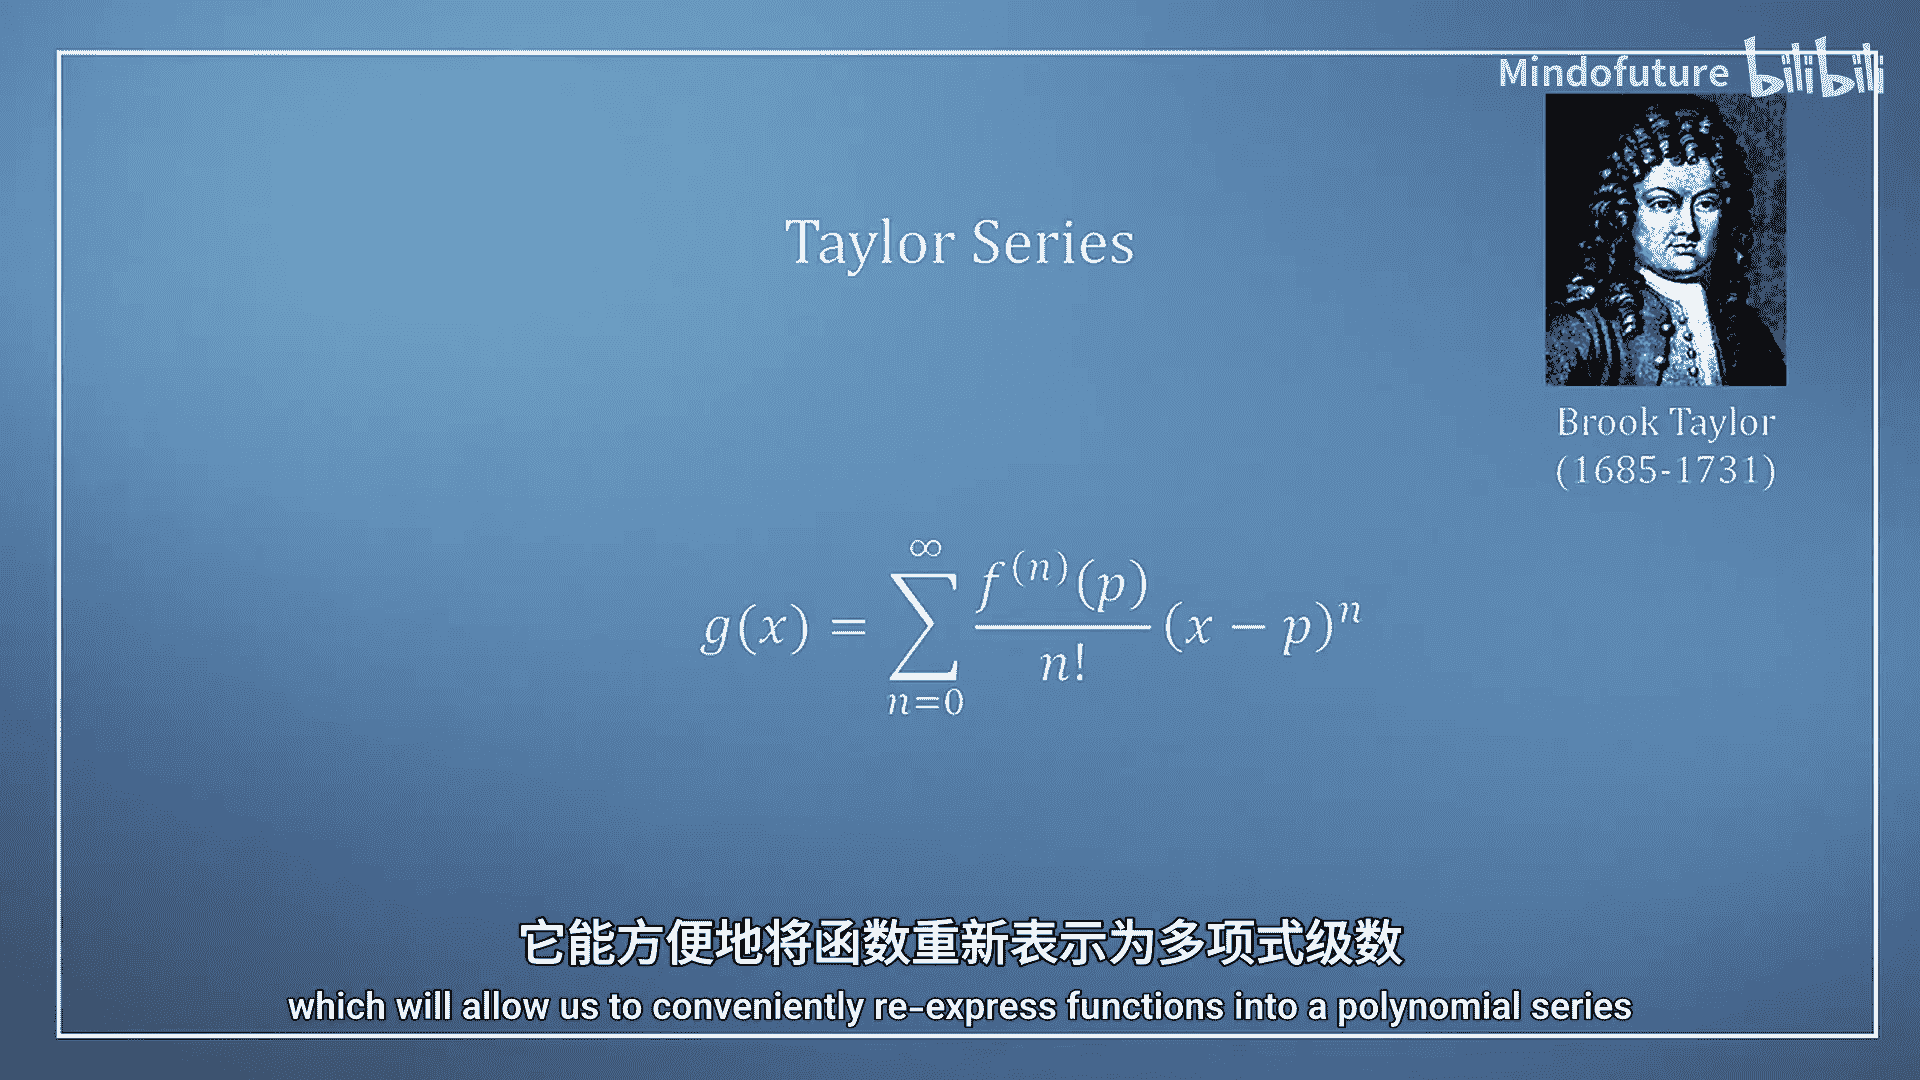 Mindofuture bilibili
Taylor Series
Brook Taylor
(1685-1731)
g(x) = ∑_{n=0}^{∞} f^{(n)}(p)/n! (x − p)^n
它能方便地将函数重新表示为多项式级数
which will allow us to conveniently re-express functions into a polynomial series